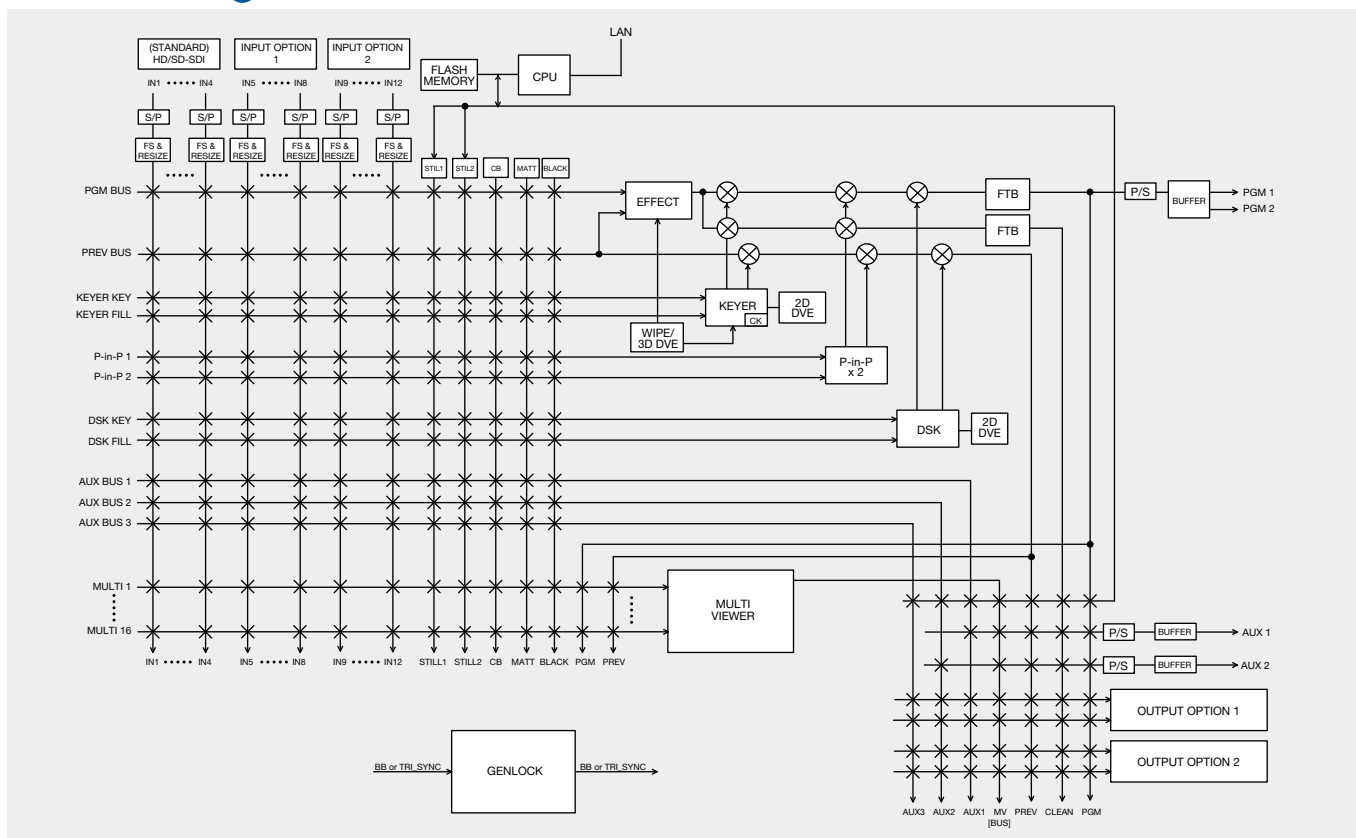 LAN
(STANDARD)
HD/SD-SDI
INPUT OPTION
1
INPUT OPTION
2
FLASH
MEMORY
CPU
IN1 ••••• IN4
IN5 ••••• IN8
IN9 ••••• IN12
S/P
S/P
S/P
S/P
S/P
S/P
FS &
RESIZE
FS &
RESIZE
FS &
RESIZE
FS &
RESIZE
FS &
RESIZE
FS &
RESIZE
STIL1
STIL2
CB
MATT
BLACK
PGM BUS
EFFECT
FTB
P/S
BUFFER
PGM 1
PGM 2
FTB
PREV BUS
KEYER KEY
KEYER FILL
KEYER
CK
2D
DVE
WIPE/
3D DVE
P-in-P 1
P-in-P 2
P-in-P
x 2
DSK KEY
DSK FILL
DSK
2D
DVE
AUX BUS 1
AUX BUS 2
AUX BUS 3
MULTI 1
MULTI 16
MULTI
VIEWER
P/S
BUFFER
AUX 1
P/S
BUFFER
AUX 2
IN1 ••••• IN4
IN5 ••••• IN8
IN9 ••••• IN12
STILL1
STILL2
CB
MATT
BLACK
PGM
PREV
OUTPUT OPTION 1
OUTPUT OPTION 2
BB or TRI_SYNC
GENLOCK
BB or TRI_SYNC
AUX3
AUX2
AUX1
MV
[BUS]
PREV
CLEAN
PGM